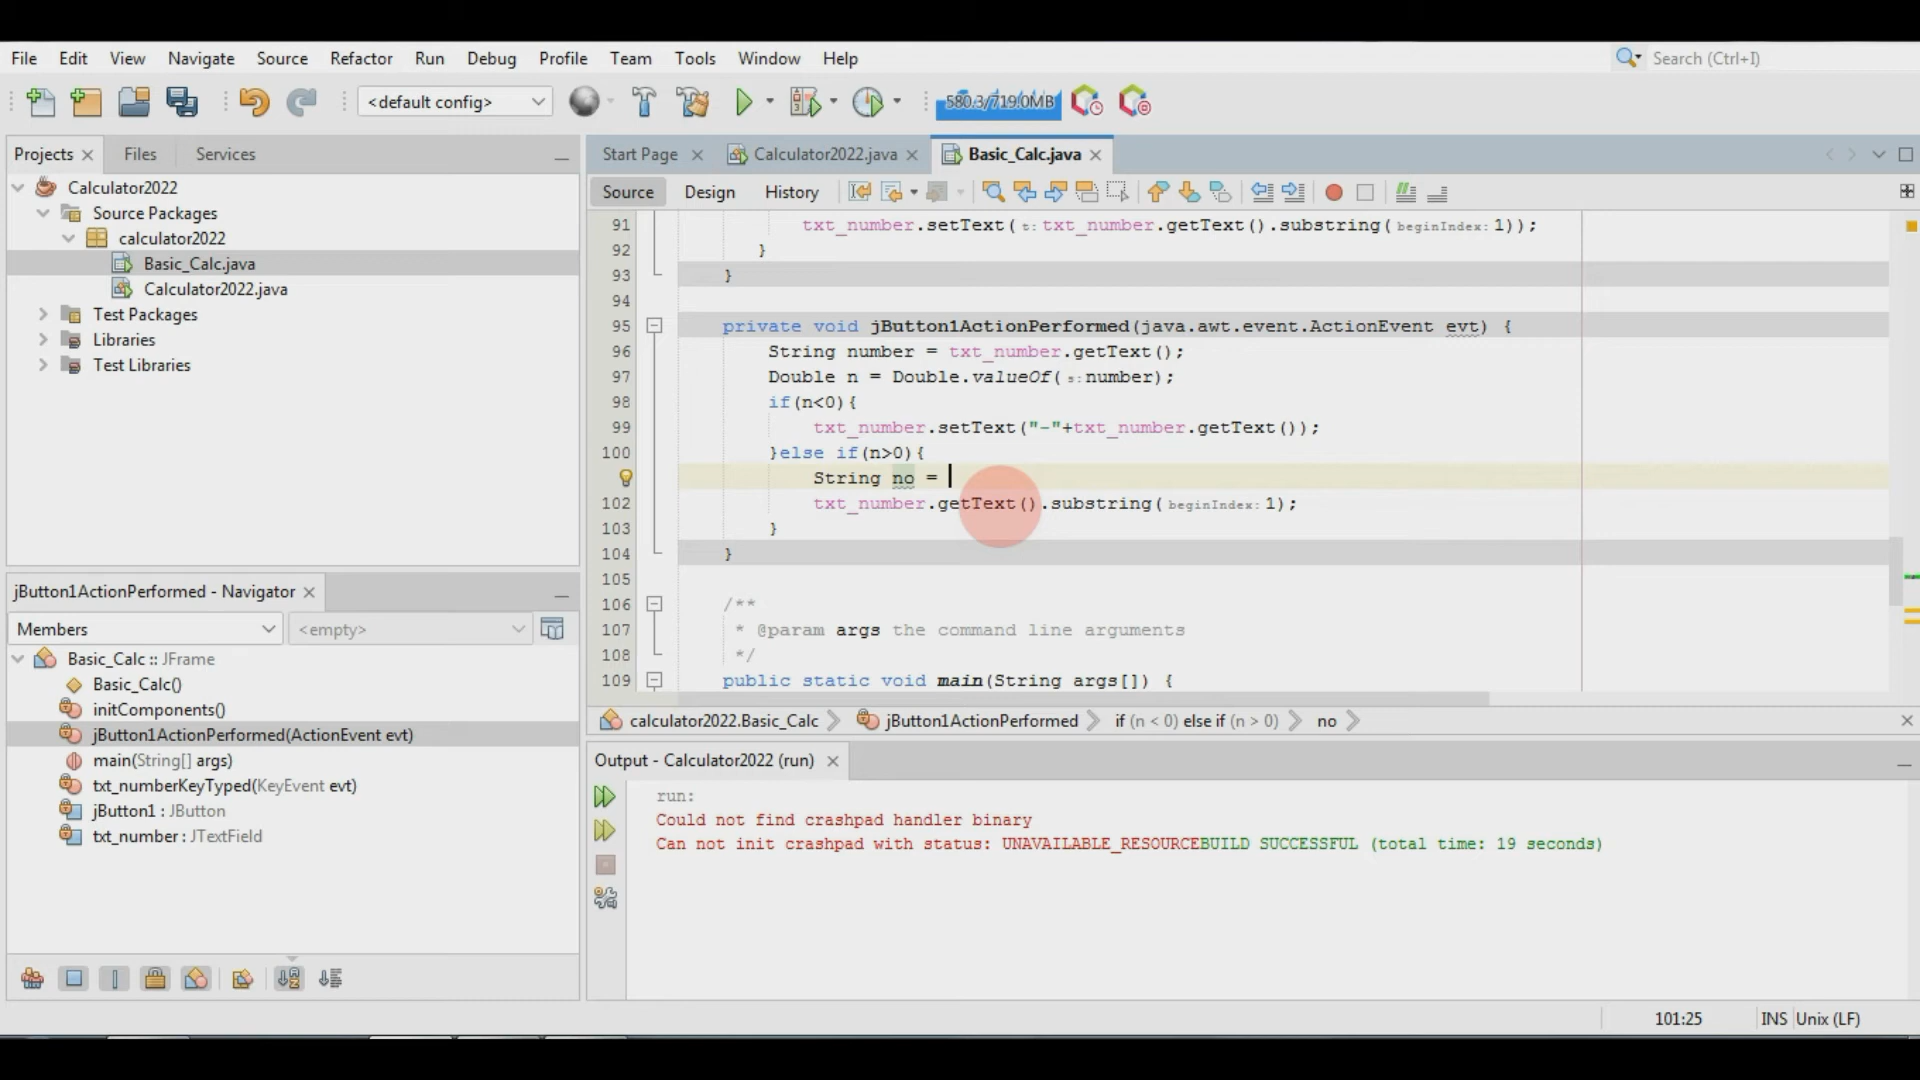 File Edit View Navigate Source Refactor Run Debug Profile Team Tools Window Help
Search (Ctrl+I)
<default config>
580.3/719.0MB
Projects Files Services
Calculator2022
Source Packages
calculator2022
Basic_Calc.java
Calculator2022.java
Test Packages
Libraries
Test Libraries
jButton1ActionPerformed - Navigator
Members <empty>
Basic_Calc :: JFrame
Basic_Calc()
initComponents()
jButton1ActionPerformed(ActionEvent evt)
main(String[] args)
txt_numberKeyTyped(KeyEvent evt)
jButton1 : JButton
txt_number : JTextField
Start Page Calculator2022.java Basic_Calc.java
Source Design History
91 txt_number.setText(s:txt_number.getText().substring(beginIndex:1));
92 }
93 }
94
95 private void jButton1ActionPerformed(java.awt.event.ActionEvent evt) {
96 String number = txt_number.getText();
97 Double n = Double.valueOf(s:number);
98 if(n<0){
99 txt_number.setText("-"+txt_number.getText());
100 }else if(n>0){
String no =
102 txt_number.getText().substring(beginIndex:1);
103 }
104 }
105
106 /**
107 * @param args the command line arguments
108 */
109 public static void main(String args[]) {
calculator2022.Basic_Calc jButton1ActionPerformed if (n < 0) else if (n > 0) no
Output - Calculator2022 (run)
run:
Could not find crashpad handler binary
Can not init crashpad with status: UNAVAILABLE_RESOURCEBUILD SUCCESSFUL (total time: 19 seconds)
101:25 INS Unix (LF)